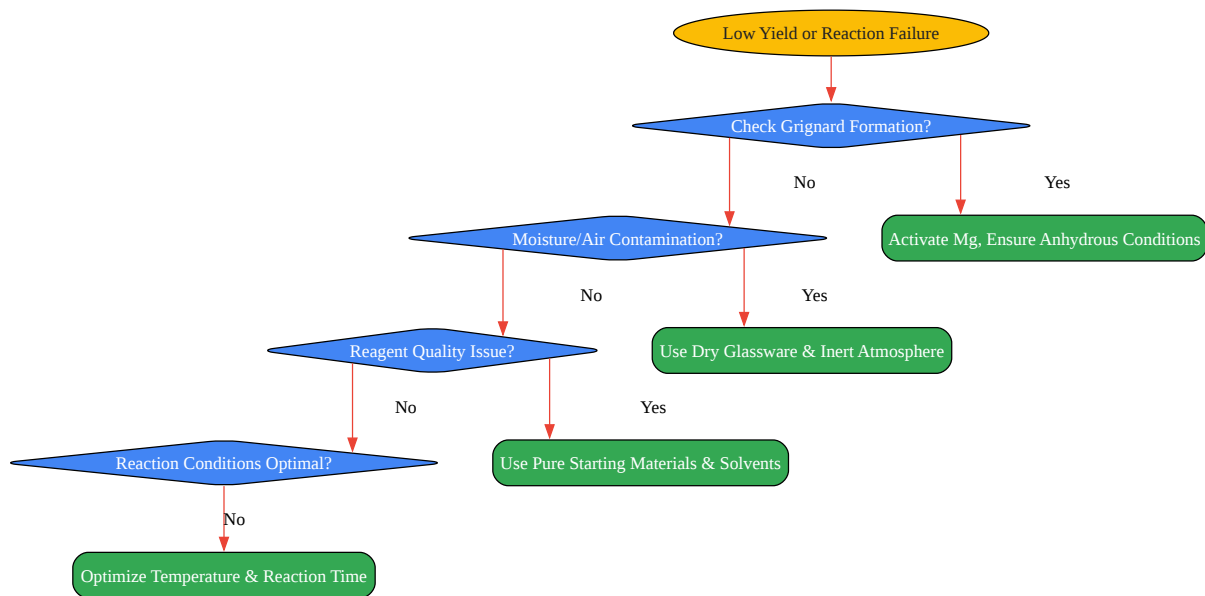 Low Yield or Reaction Failure
Check Grignard Formation?
No
Yes
Moisture/Air Contamination?
Activate Mg, Ensure Anhydrous Conditions
No
Yes
Reagent Quality Issue?
Use Dry Glassware & Inert Atmosphere
No
Yes
Reaction Conditions Optimal?
Use Pure Starting Materials & Solvents
No
Optimize Temperature & Reaction Time